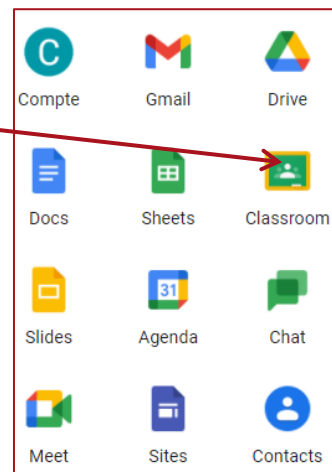 C
Compte Gmail Drive
Docs Sheets Classroom
31
Slides Agenda Chat
Meet Sites Contacts